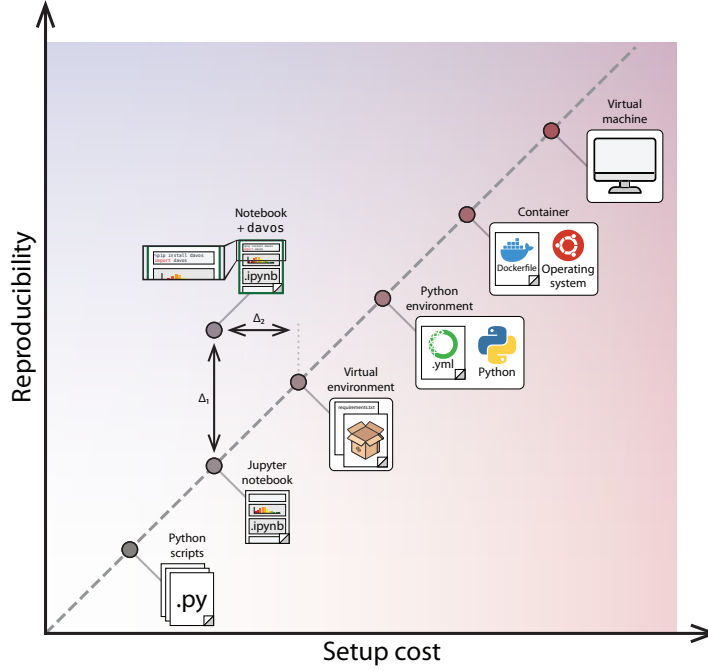 Reproducibility
Setup cost
Virtual
machine
Container
Dockerfile
Operating
system
Notebook
+ davos
%pip install davos
import davos
.ipynb
Python
environment
.yml
Python
Δ₂
Δ₁
Virtual
environment
requirements.txt
Jupyter
notebook
.ipynb
Python
scripts
.py